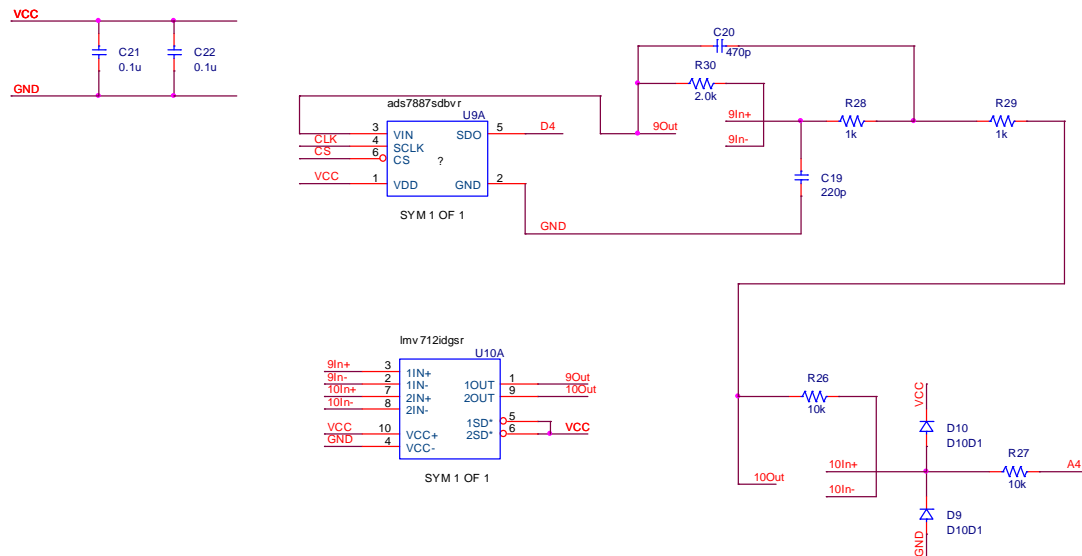 VCC
C21
0.1u
C22
0.1u
GND
C20
470p
R30
2.0k
ads7887sdbvr
U9A
3
VIN
SDO
5
D4
CLK
4
SCLK
CS
6
CS
?
VCC
1
VDD
GND
2
SYM 1 OF 1
GND
9Out
9In+
9In-
R28
1k
R29
1k
C19
220p
lmv712idgsr
U10A
9In+
3
1IN+
9In-
2
1IN-
10In+
7
2IN+
10In-
8
2IN-
VCC
10
VCC+
GND
4
VCC-
1OUT
1
9Out
2OUT
9
10Out
1SD*
5
2SD*
6
VCC
SYM 1 OF 1
R26
10k
VCC
D10
D10D1
10Out
10In+
10In-
R27
10k
A4
D9
D10D1
GND